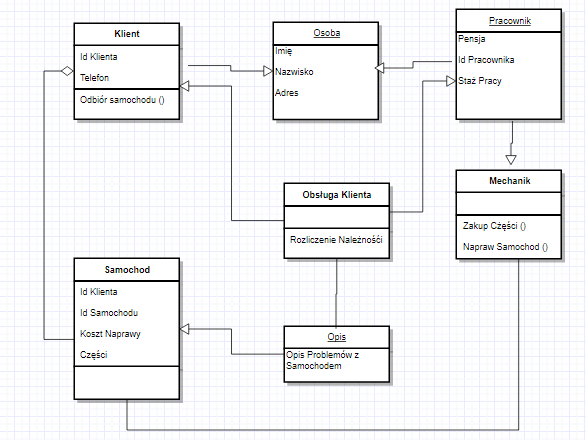 Klient
Id Klienta
Telefon
Odbiór samochodu ()
Osoba
Imię
Nazwisko
Adres
Pracownik
Pensja
Id Pracownika
Staż Pracy
Obsługa Klienta
Rozliczenie Należnośći
Mechanik
Zakup Części ()
Napraw Samochod ()
Samochod
Id Klienta
Id Samochodu
Koszt Naprawy
Części
Opis
Opis Problemów z
Samochodem